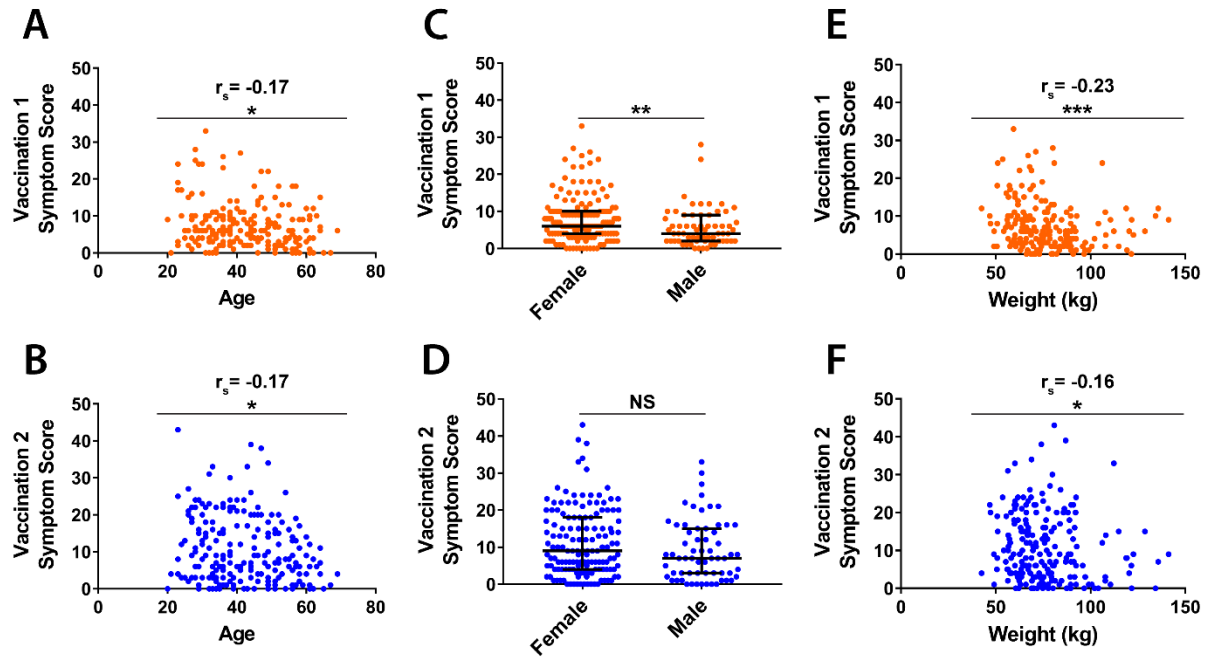 A
Vaccination 1
Symptom Score
50
40
30
20
10
0
rs= -0.17
*
0
20
40
60
80
Age
C
Vaccination 1
Symptom Score
50
40
30
20
10
0
**
Female
Male
E
Vaccination 1
Symptom Score
50
40
30
20
10
0
rs= -0.23
***
0
50
100
150
Weight (kg)
B
Vaccination 2
Symptom Score
50
40
30
20
10
0
rs= -0.17
*
0
20
40
60
80
Age
D
Vaccination 2
Symptom Score
50
40
30
20
10
0
NS
Female
Male
F
Vaccination 2
Symptom Score
50
40
30
20
10
0
rs= -0.16
*
0
50
100
150
Weight (kg)